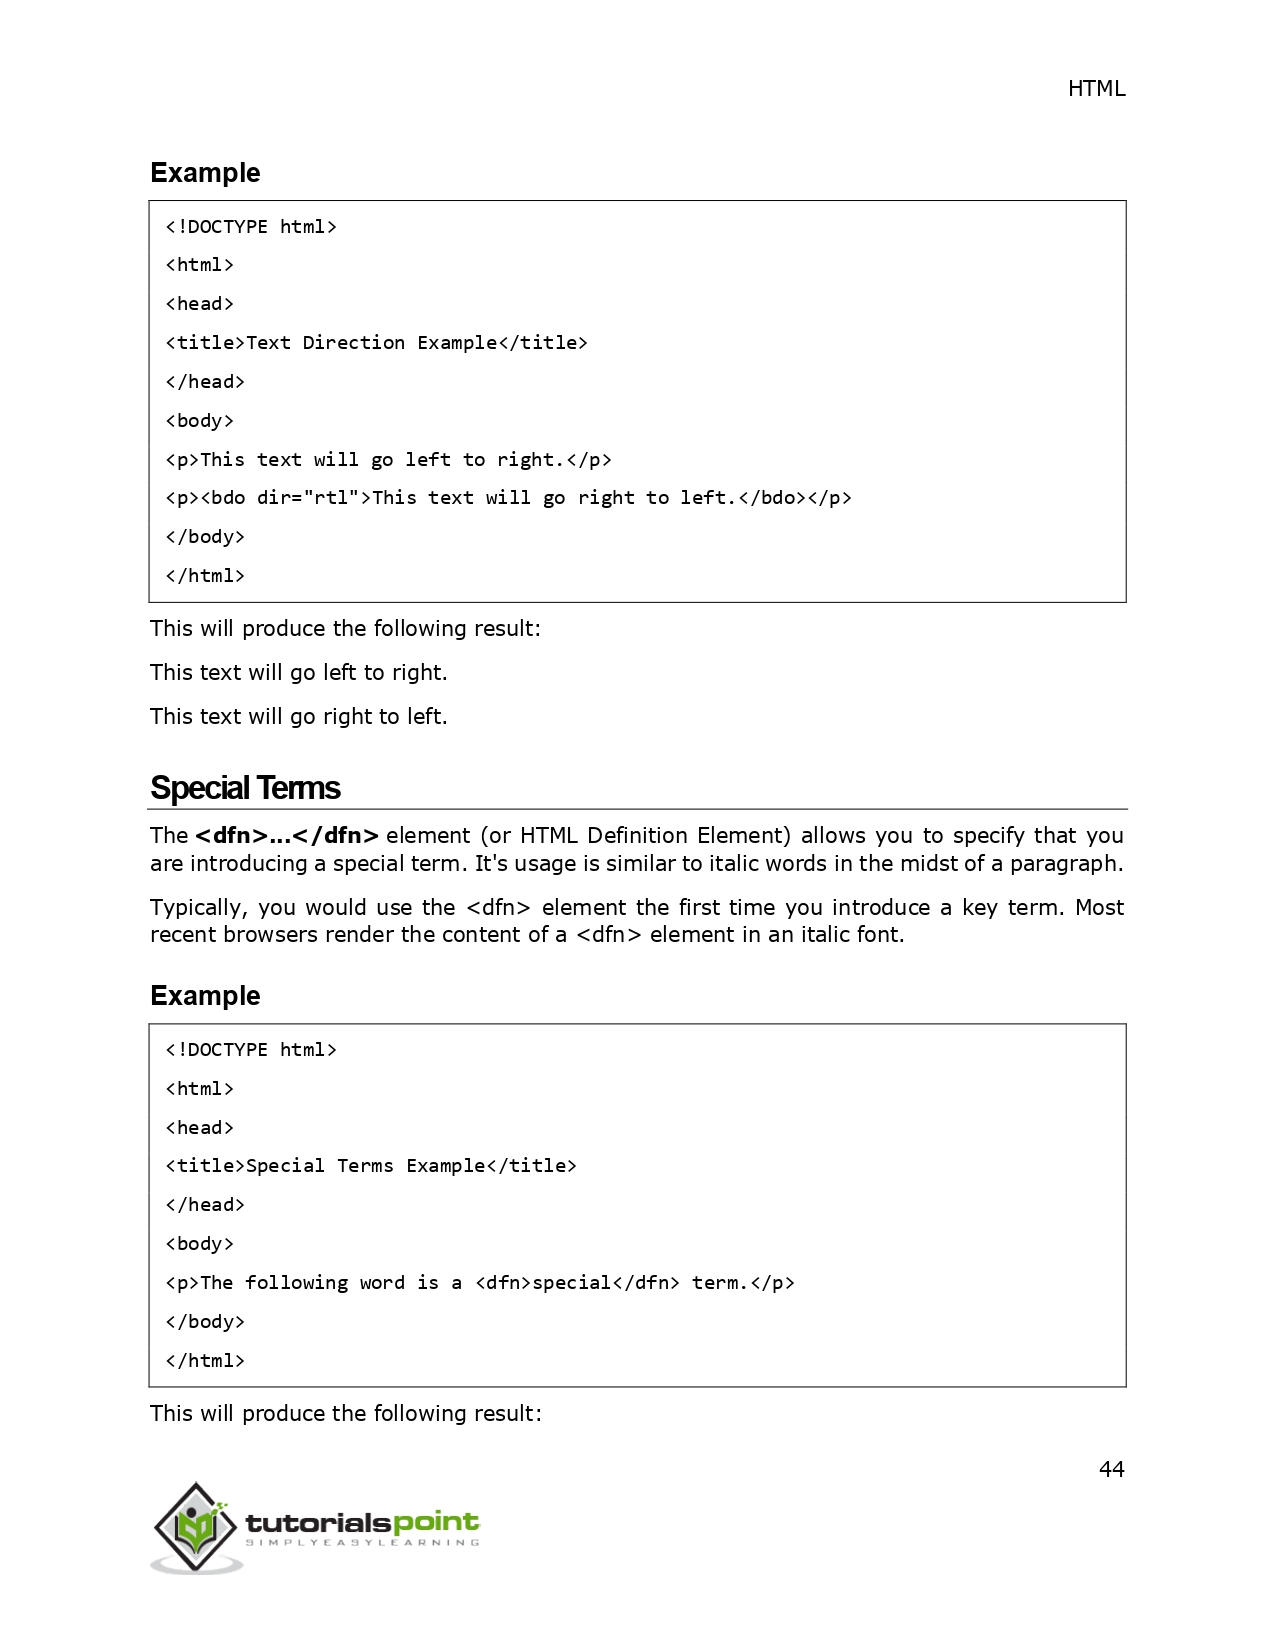 HTML
Example
<!DOCTYPE html>
<html>
<head>
<title>Text Direction Example</title>
</head>
<body>
<p>This text will go left to right.</p>
<p><bdo dir="rtl">This text will go right to left.</bdo></p>
</body>
</html>
This will produce the following result:
This text will go left to right.
This text will go right to left.
Special Terms
The <dfn>...</dfn> element (or HTML Definition Element) allows you to specify that you
are introducing a special term. It's usage is similar to italic words in the midst of a paragraph.
Typically, you would use the <dfn> element the first time you introduce a key term. Most
recent browsers render the content of a <dfn> element in an italic font.
Example
<!DOCTYPE html>
<html>
<head>
<title>Special Terms Example</title>
</head>
<body>
<p>The following word is a <dfn>special</dfn> term.</p>
</body>
</html>
This will produce the following result:
44
tutorialspoint
SIMPLYEASYLEARNING